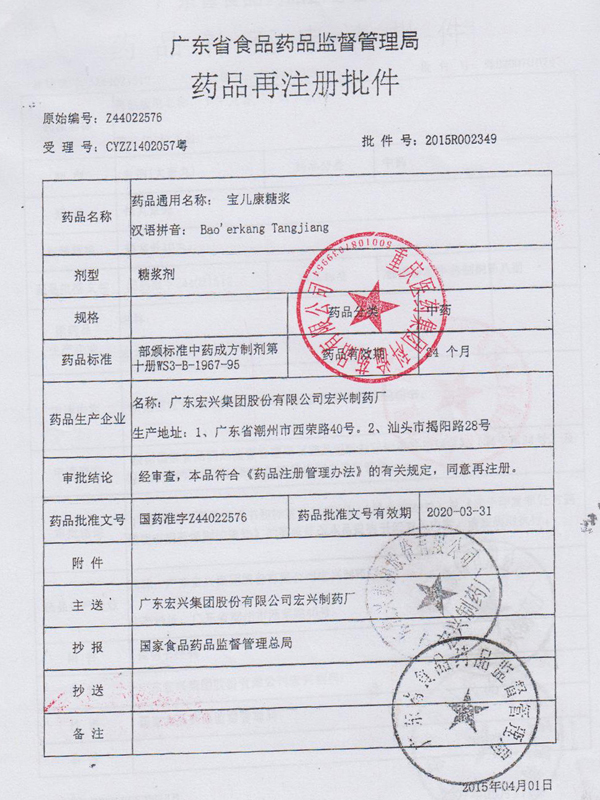 广东省食品药品监督管理局
药品再注册批件
原始编号：Z44022576
受 理 号：CYZZ1402057粤
批 件 号：2015R002349
药品名称
药品通用名称： 宝儿康糖浆
汉语拼音： Bao'erkang Tangjiang
剂型 糖浆剂
规格 药品分类 中药
药品标准 部颁标准中药成方制剂第十册WS3-B-1967-95 药品有效期 24 个月
药品生产企业
名称：广东宏兴集团股份有限公司宏兴制药厂
生产地址：1、广东省潮州市西荣路40号。2、汕头市揭阳路28号
审批结论 经审查，本品符合《药品注册管理办法》的有关规定，同意再注册。
药品批准文号 国药准字Z44022576 药品批准文号有效期 2020-03-31
附 件
主 送 广东宏兴集团股份有限公司宏兴制药厂
抄 报 国家食品药品监督管理总局
抄 送
备 注
2015年04月01日
重庆医药集团科渝药品有限公司
5001081039954
股份有限公司
宏兴制药厂
广东省食品药品监督管理局